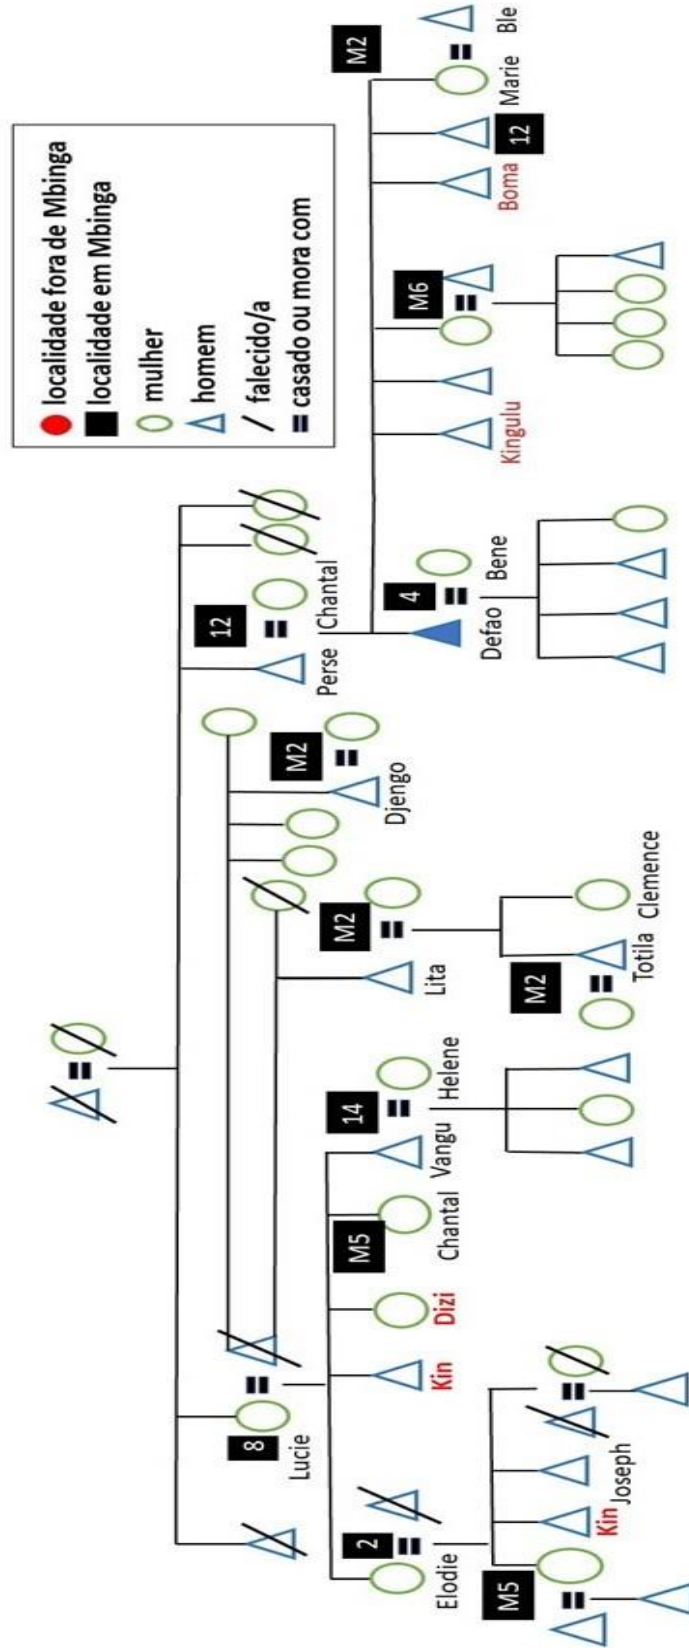 localidade fora de Mbinga
localidade em Mbinga
mulher
homem
falecido/a
casado ou mora com
8
Lucie
12
Perse
Chantal
2
Elodie
Kin
Dizi
M5
Chantal
14
Vangu
Helene
M2
Lita
M2
Djengo
4
Defao
Bene
Kingulu
M6
Boma
12
M2
Marie
Ble
M5
Kin
Joseph
M2
Totila
Clemence